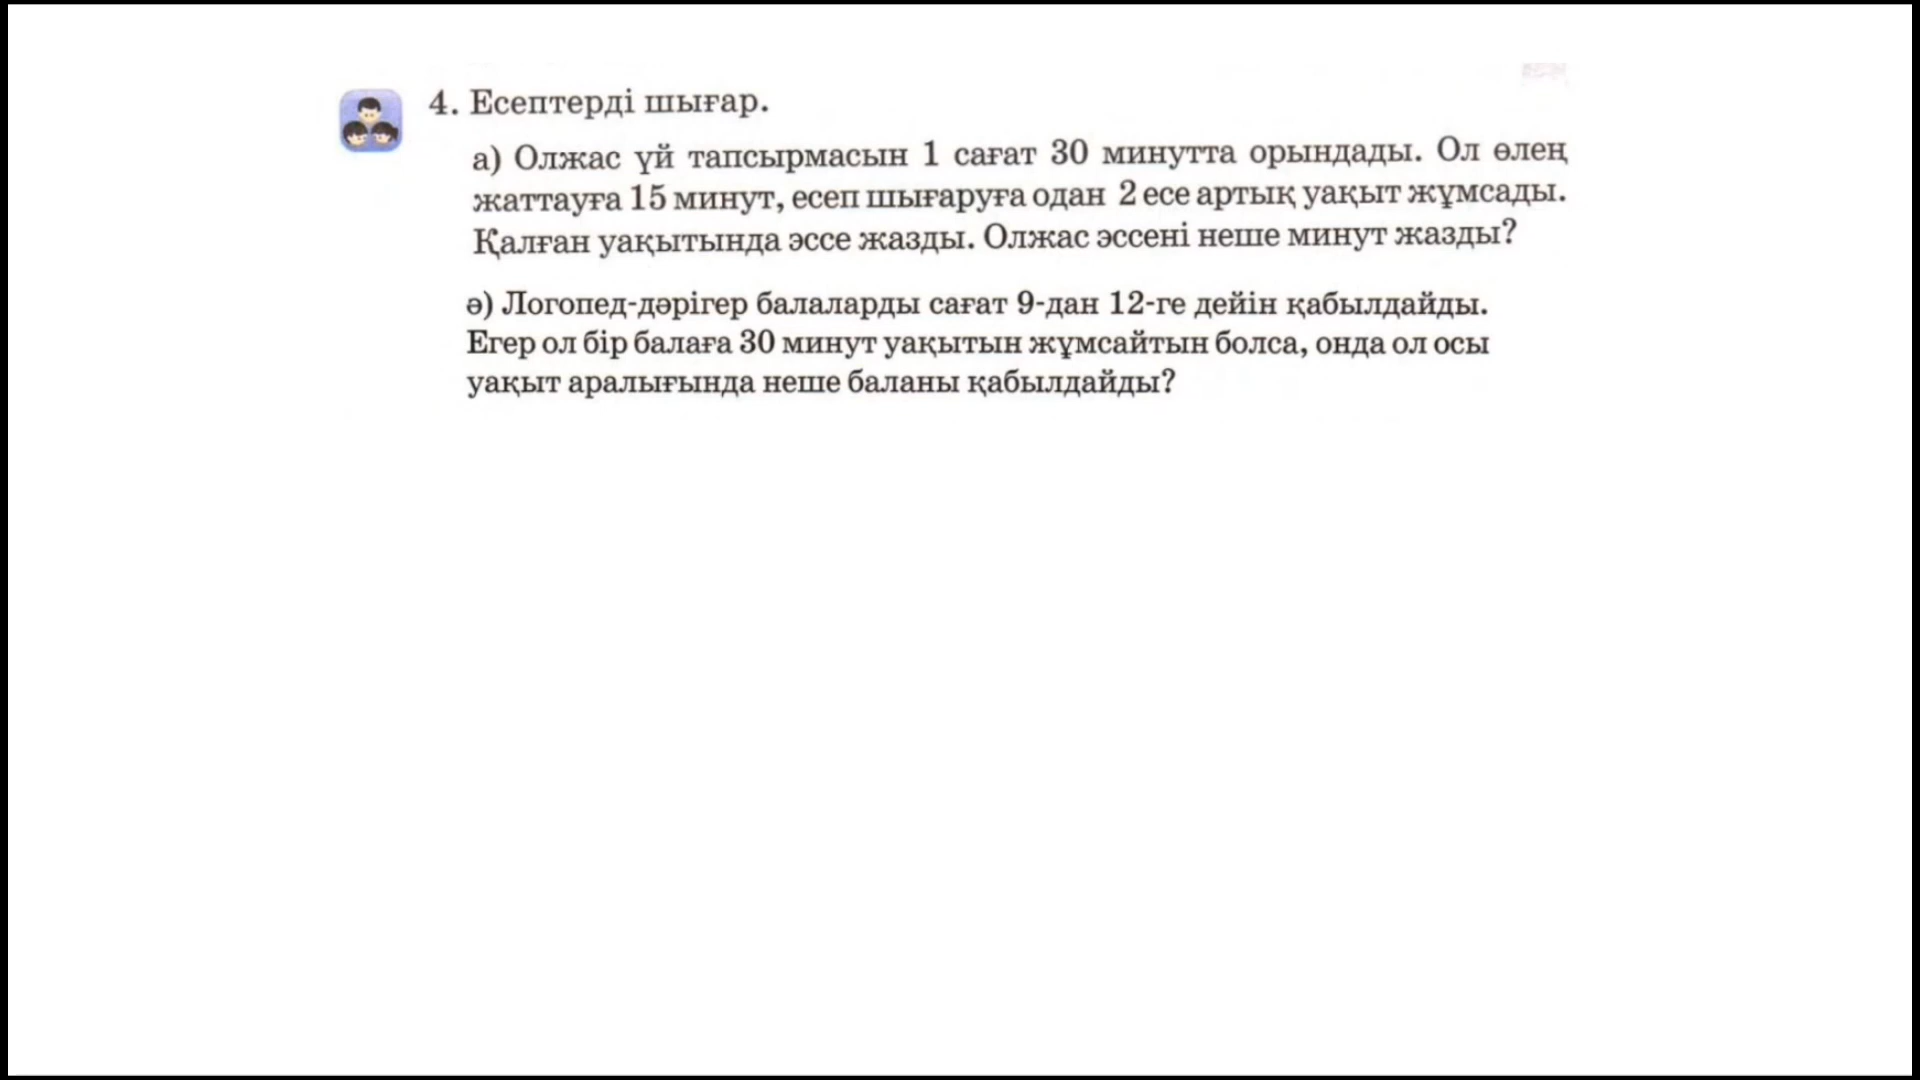 4. Есептерді шығар.
а) Олжас үй тапсырмасын 1 сағат 30 минутта орындады. Ол өлең
жаттауға 15 минут, есеп шығаруға одан 2 есе артық уақыт жұмсады.
Қалған уақытында эссе жазды. Олжас эссені неше минут жазды?
ә) Логопед-дәрігер балаларды сағат 9-дан 12-ге дейін қабылдайды.
Егер ол бір балаға 30 минут уақытын жұмсайтын болса, онда ол осы
уақыт аралығында неше баланы қабылдайды?